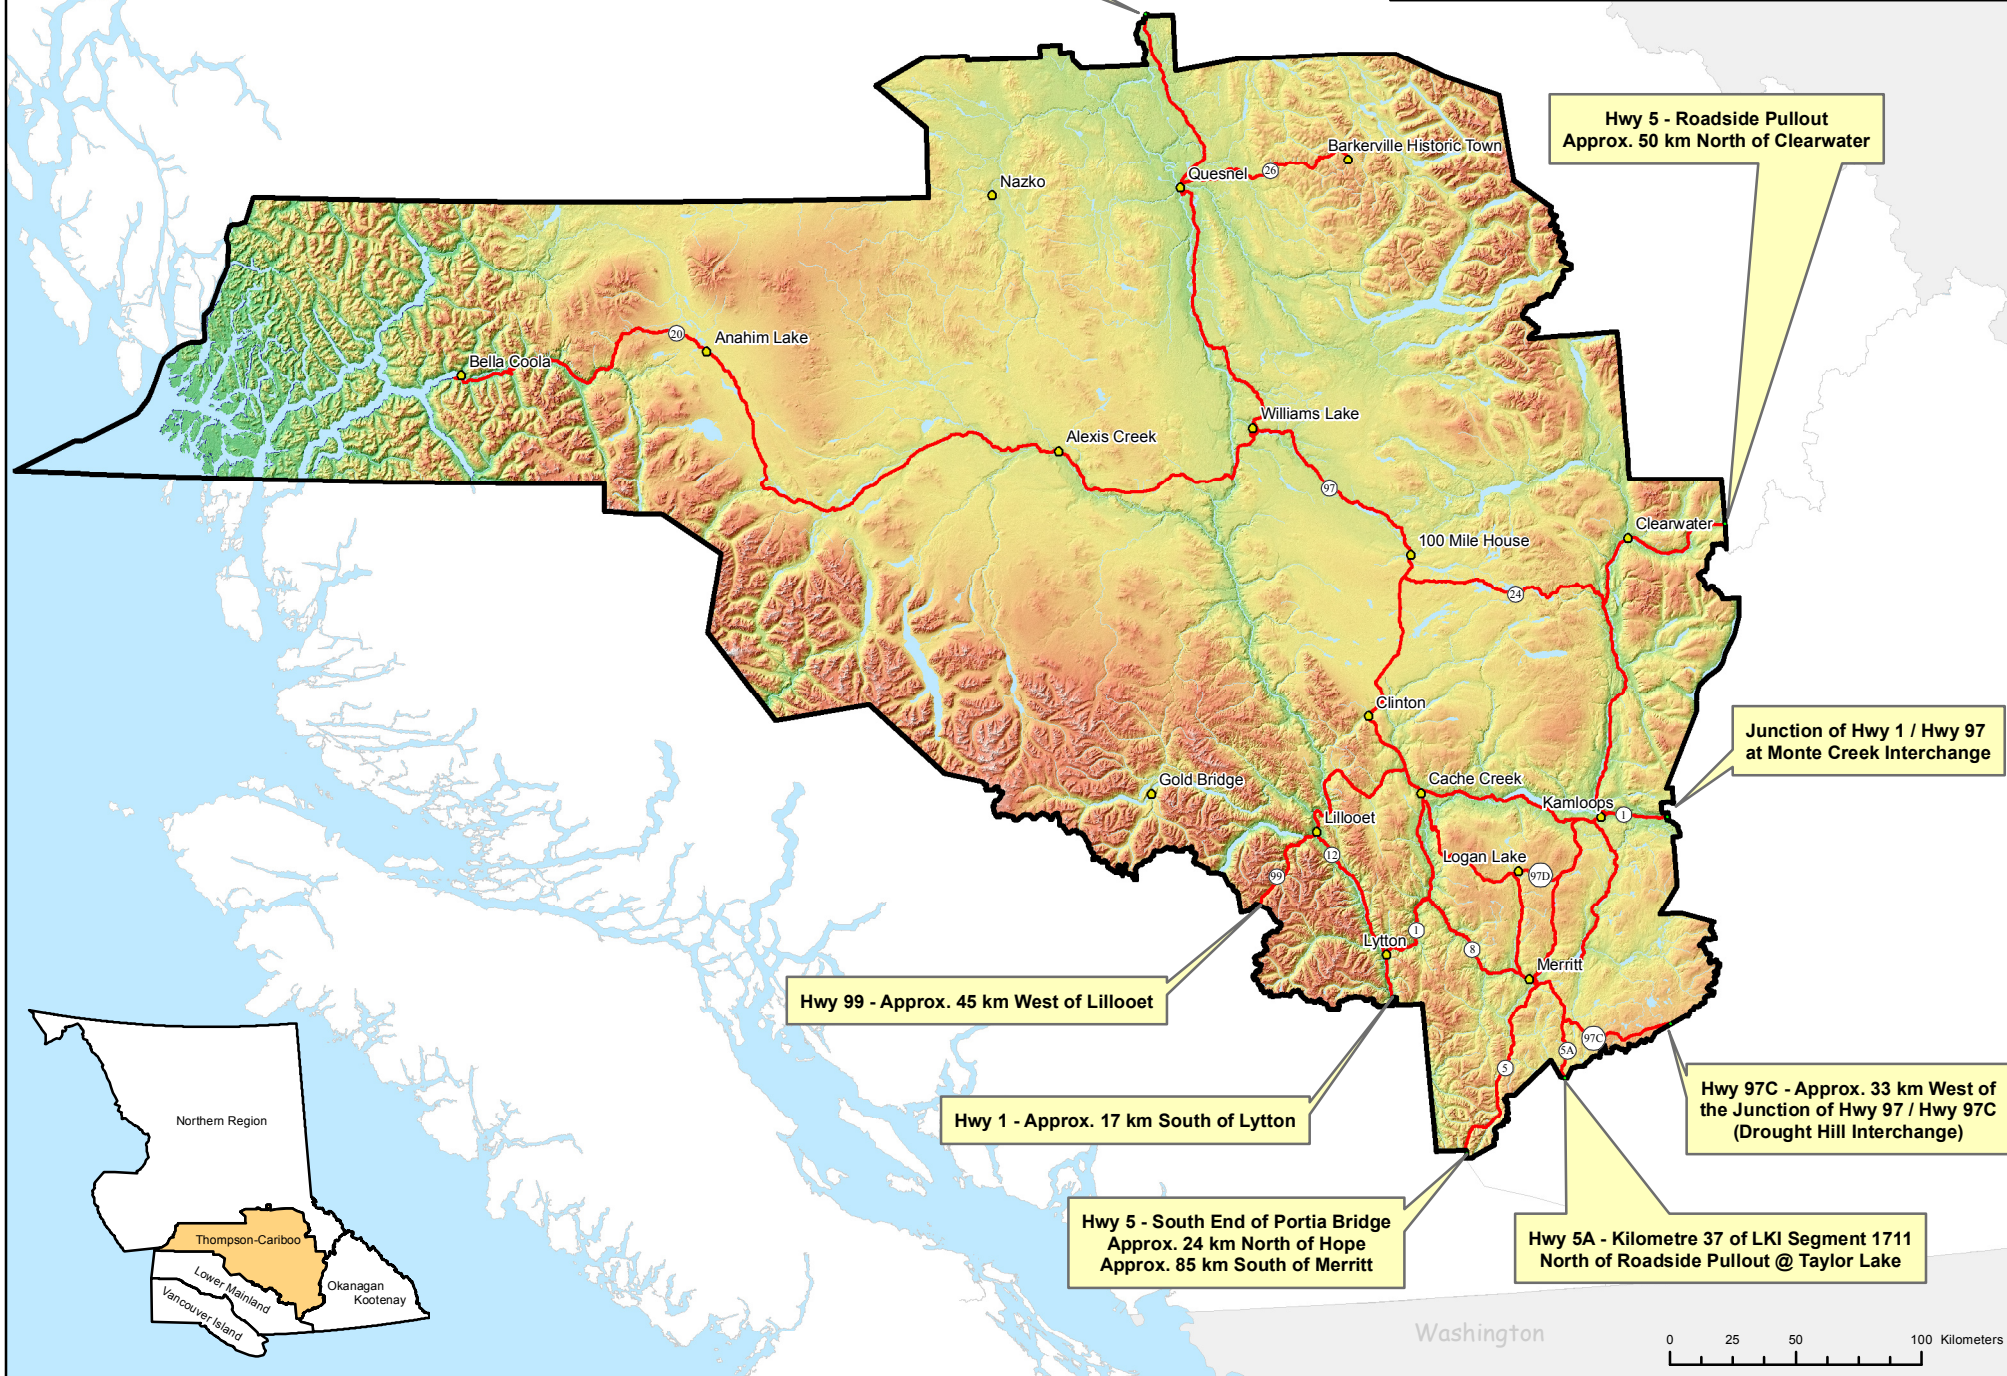 Hwy 5 - Roadside Pullout
Approx. 50 km North of Clearwater
Barkerville Historic Town
26
Quesnel
Nazko
20
Anahim Lake
Bella Coola
Williams Lake
Alexis Creek
97
Clearwater
100 Mile House
24
Clinton
Junction of Hwy 1 / Hwy 97
at Monte Creek Interchange
Gold Bridge
Cache Creek
Kamloops
1
Lillooet
12
Logan Lake
97D
99
1
Lytton
8
Merritt
Hwy 99 - Approx. 45 km West of Lillooet
97C
5A
5
Hwy 1 - Approx. 17 km South of Lytton
Hwy 97C - Approx. 33 km West of
the Junction of Hwy 97 / Hwy 97C
(Drought Hill Interchange)
Hwy 5 - South End of Portia Bridge
Approx. 24 km North of Hope
Approx. 85 km South of Merritt
Hwy 5A - Kilometre 37 of LKI Segment 1711
North of Roadside Pullout @ Taylor Lake
Northern Region
Thompson-Cariboo
Lower Mainland
Vancouver Island
Okanagan
Kootenay
Washington
0 25 50 100 Kilometers